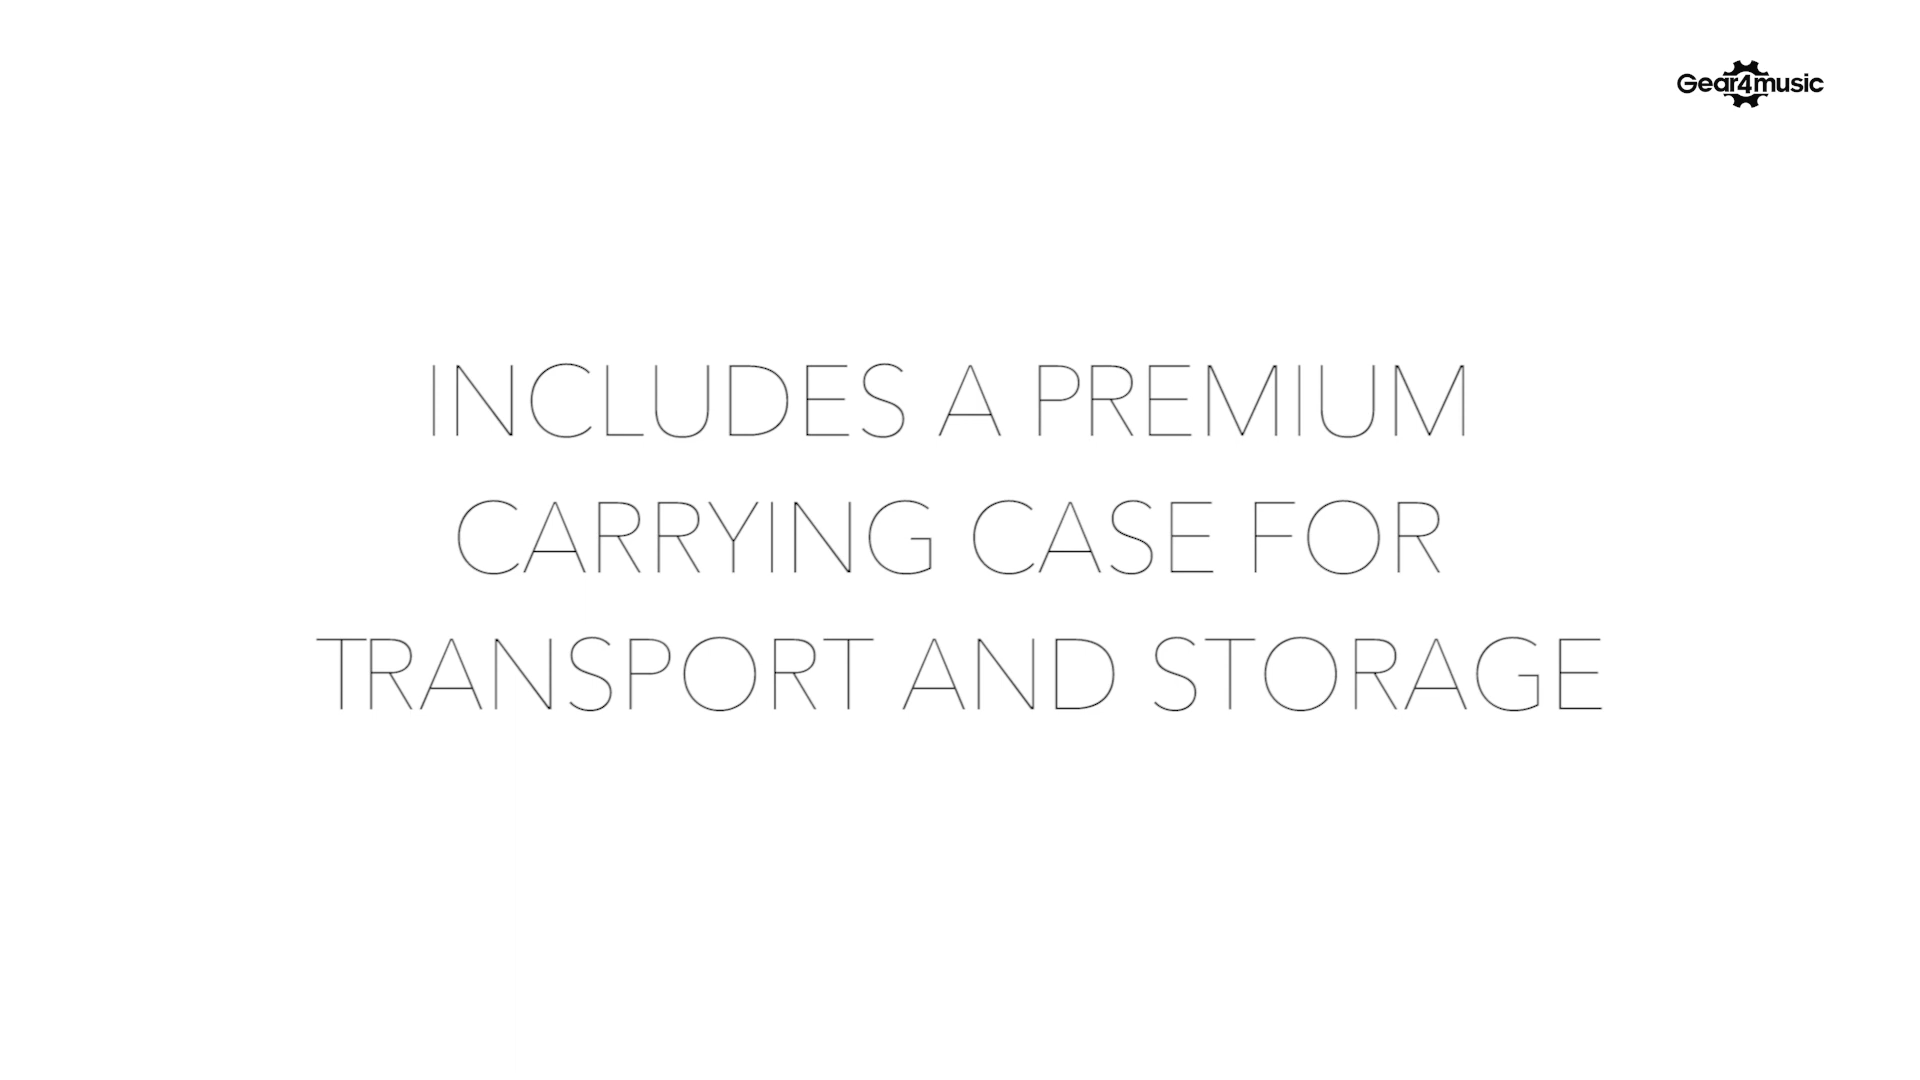 Gear4music
INCLUDES A PREMIUM
CARRYING CASE FOR
TRANSPORT AND STORAGE